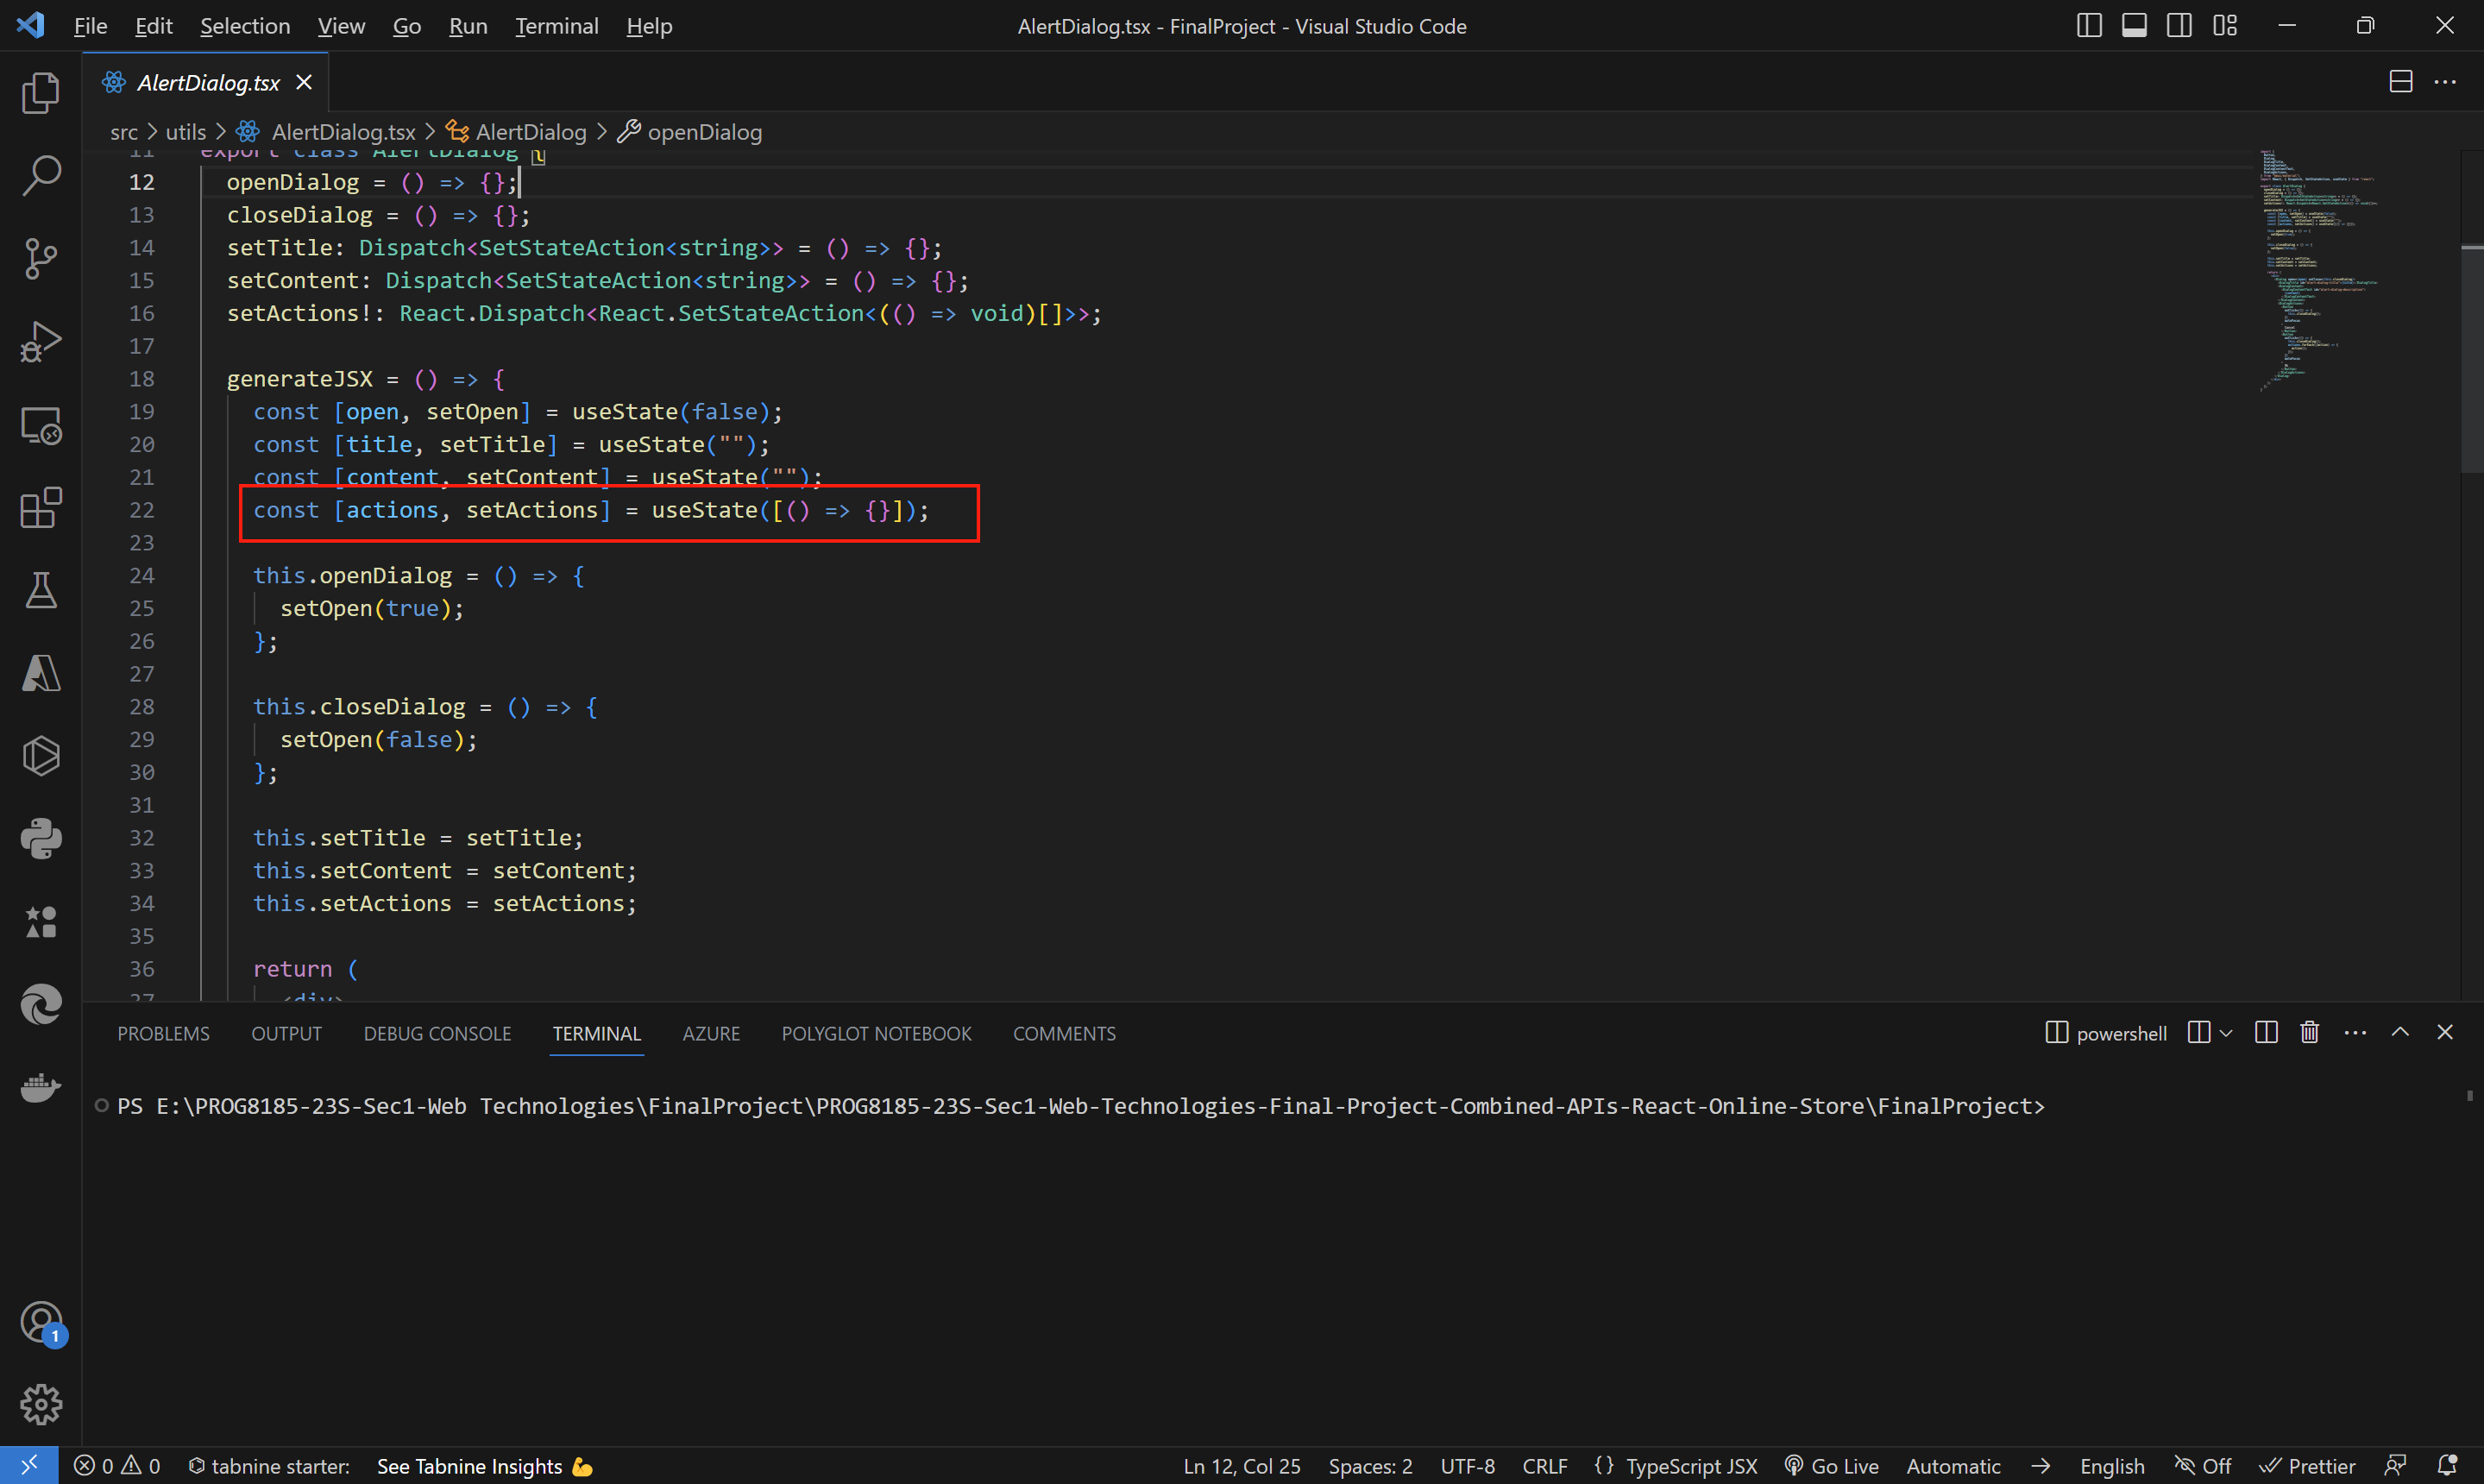 File Edit Selection View Go Run Terminal Help
AlertDialog.tsx - FinalProject - Visual Studio Code
AlertDialog.tsx
src > utils > AlertDialog.tsx > AlertDialog > openDialog
11 export class AlertDialog {
12 openDialog = () => {};
13 closeDialog = () => {};
14 setTitle: Dispatch<SetStateAction<string>> = () => {};
15 setContent: Dispatch<SetStateAction<string>> = () => {};
16 setActions!: React.Dispatch<React.SetStateAction<(() => void)[]>>;
17
18 generateJSX = () => {
19 const [open, setOpen] = useState(false);
20 const [title, setTitle] = useState("");
21 const [content, setContent] = useState("");
22 const [actions, setActions] = useState([() => {}]);
23
24 this.openDialog = () => {
25 setOpen(true);
26 };
27
28 this.closeDialog = () => {
29 setOpen(false);
30 };
31
32 this.setTitle = setTitle;
33 this.setContent = setContent;
34 this.setActions = setActions;
35
36 return (
37 <div>
PROBLEMS OUTPUT DEBUG CONSOLE TERMINAL AZURE POLYGLOT NOTEBOOK COMMENTS
powershell
PS E:\PROG8185-23S-Sec1-Web Technologies\FinalProject\PROG8185-23S-Sec1-Web-Technologies-Final-Project-Combined-APIs-React-Online-Store\FinalProject>
1
0 0 tabnine starter: See Tabnine Insights 💪 Ln 12, Col 25 Spaces: 2 UTF-8 CRLF {} TypeScript JSX Go Live Automatic → English Off Prettier